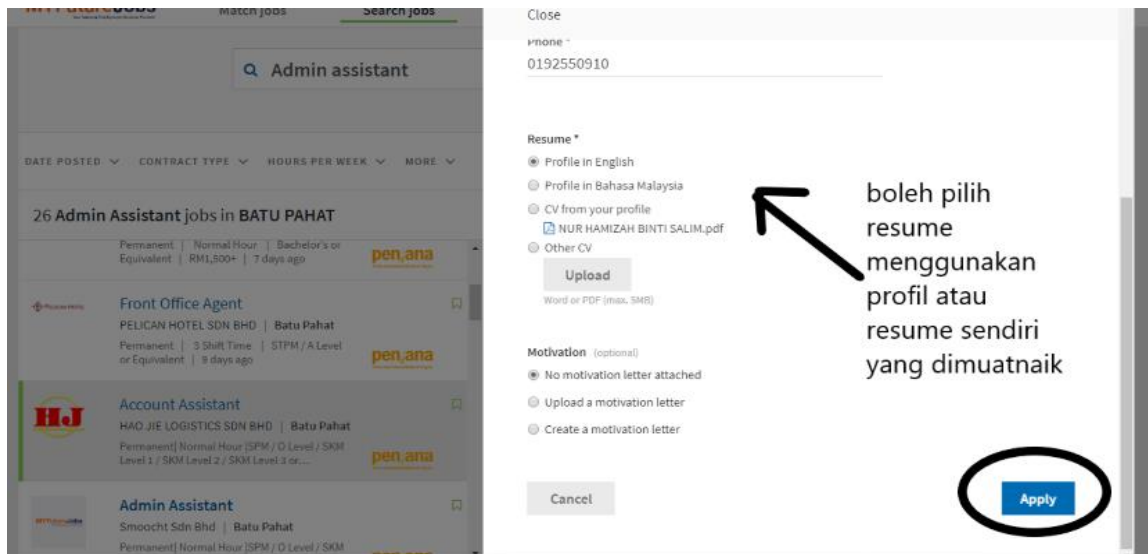 MYFutureJobs
Match jobs
Search jobs
Admin assistant
DATE POSTED
CONTRACT TYPE
HOURS PER WEEK
MORE
26 Admin Assistant jobs in BATU PAHAT
Permanent | Normal Hour | Bachelor's or
Equivalent | RM1,500+ | 7 days ago
penjana
Front Office Agent
PELICAN HOTEL SDN BHD | Batu Pahat
Permanent | 3 Shift Time | STPM / A Level
or Equivalent | 9 days ago
penjana
HJ
Account Assistant
HAO JIE LOGISTICS SDN BHD | Batu Pahat
Permanent| Normal Hour |SPM / O Level / SKM
Level 1 / SKM Level 2 / SKM Level 3 or....
penjana
MYFutureJobs
Admin Assistant
Smoocht Sdn Bhd | Batu Pahat
Permanent| Normal Hour |SPM / O Level / SKM
Close
Phone *
0192550910
Resume *
Profile in English
Profile in Bahasa Malaysia
CV from your profile
NUR HAMIZAH BINTI SALIM.pdf
Other CV
Upload
Word or PDF (max. 5MB)
Motivation (optional)
No motivation letter attached
Upload a motivation letter
Create a motivation letter
Cancel
Apply
boleh pilih
resume
menggunakan
profil atau
resume sendiri
yang dimuatnaik